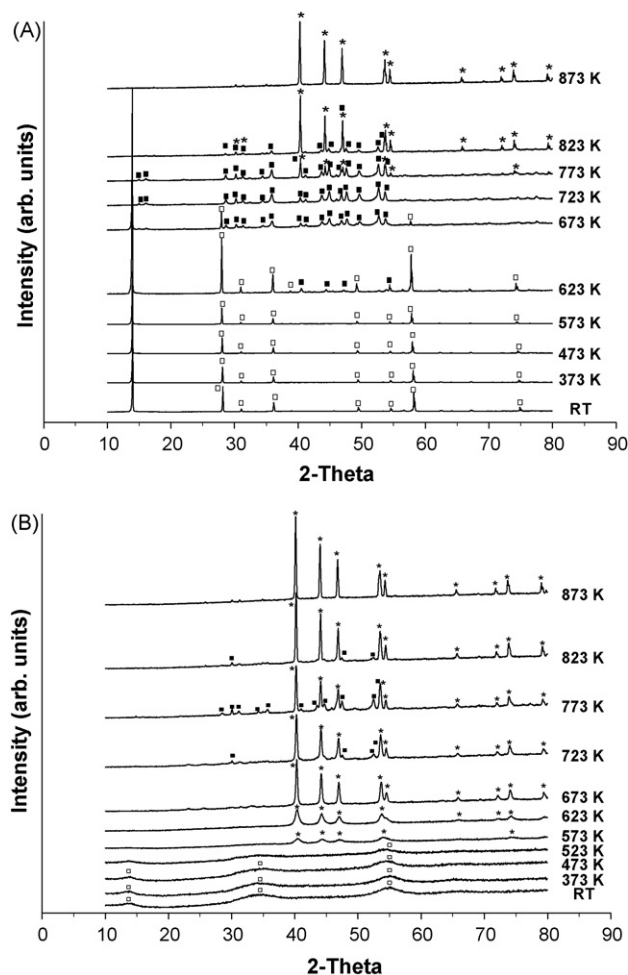 (A)
873 K
823 K
773 K
723 K
673 K
623 K
573 K
473 K
373 K
RT
Intensity (arb. units)
0 10 20 30 40 50 60 70 80 90
2-Theta
(B)
873 K
823 K
773 K
723 K
673 K
623 K
573 K
523 K
473 K
373 K
RT
Intensity (arb. units)
0 10 20 30 40 50 60 70 80 90
2-Theta